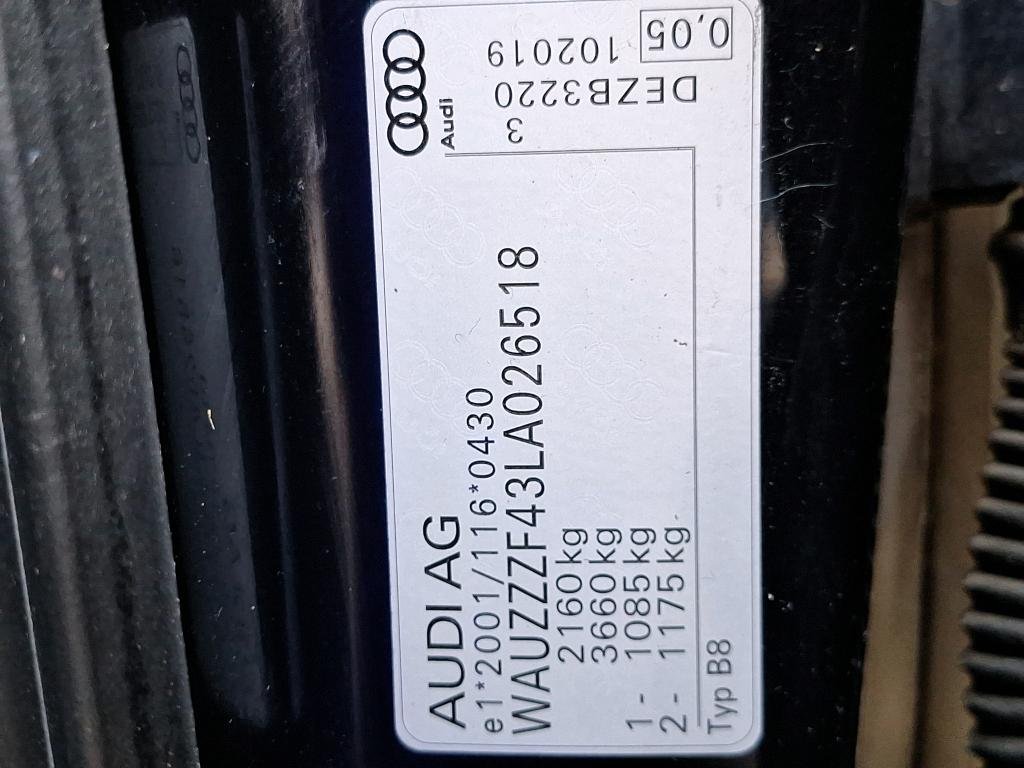 AUDI AG
e1*2001/116*0430
WAUZZZF43LA026518
2160 kg
3660 kg
1 - 1085 kg
2 - 1175 kg
Typ B8
Audi
3
DEZB3220
102019
0,05